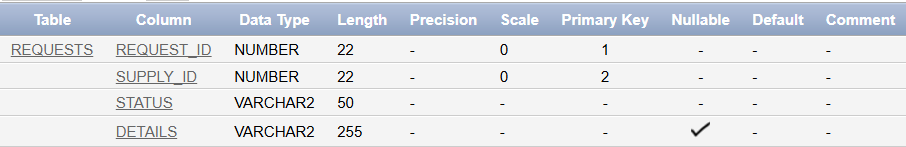 Table Column Data Type Length Precision Scale Primary Key Nullable Default Comment
REQUESTS REQUEST_ID NUMBER 22 - 0 1 - - -
SUPPLY_ID NUMBER 22 - 0 2 - - -
STATUS VARCHAR2 50 - - - - - -
DETAILS VARCHAR2 255 - - - ✓ - -